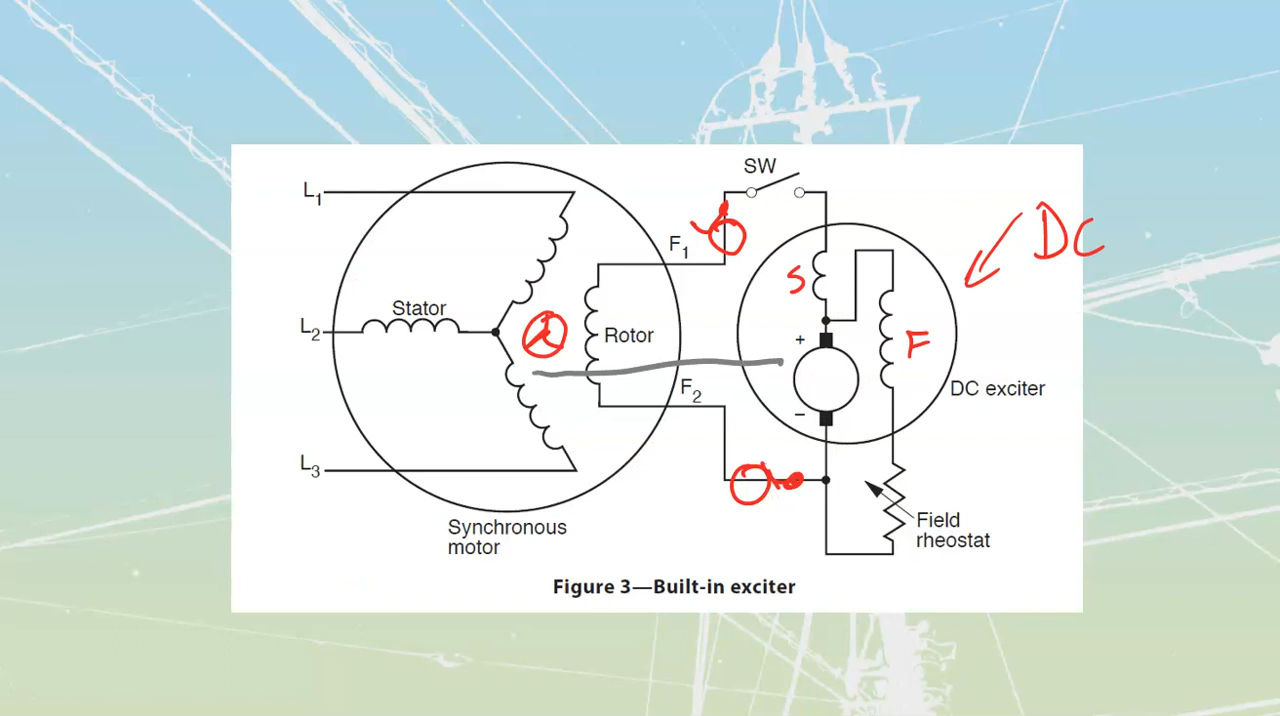 SW
L1
F1
DC
S
Stator
L2
Rotor
+
F
F2
−
DC exciter
L3
Synchronous
motor
Field
rheostat
Figure 3—Built-in exciter